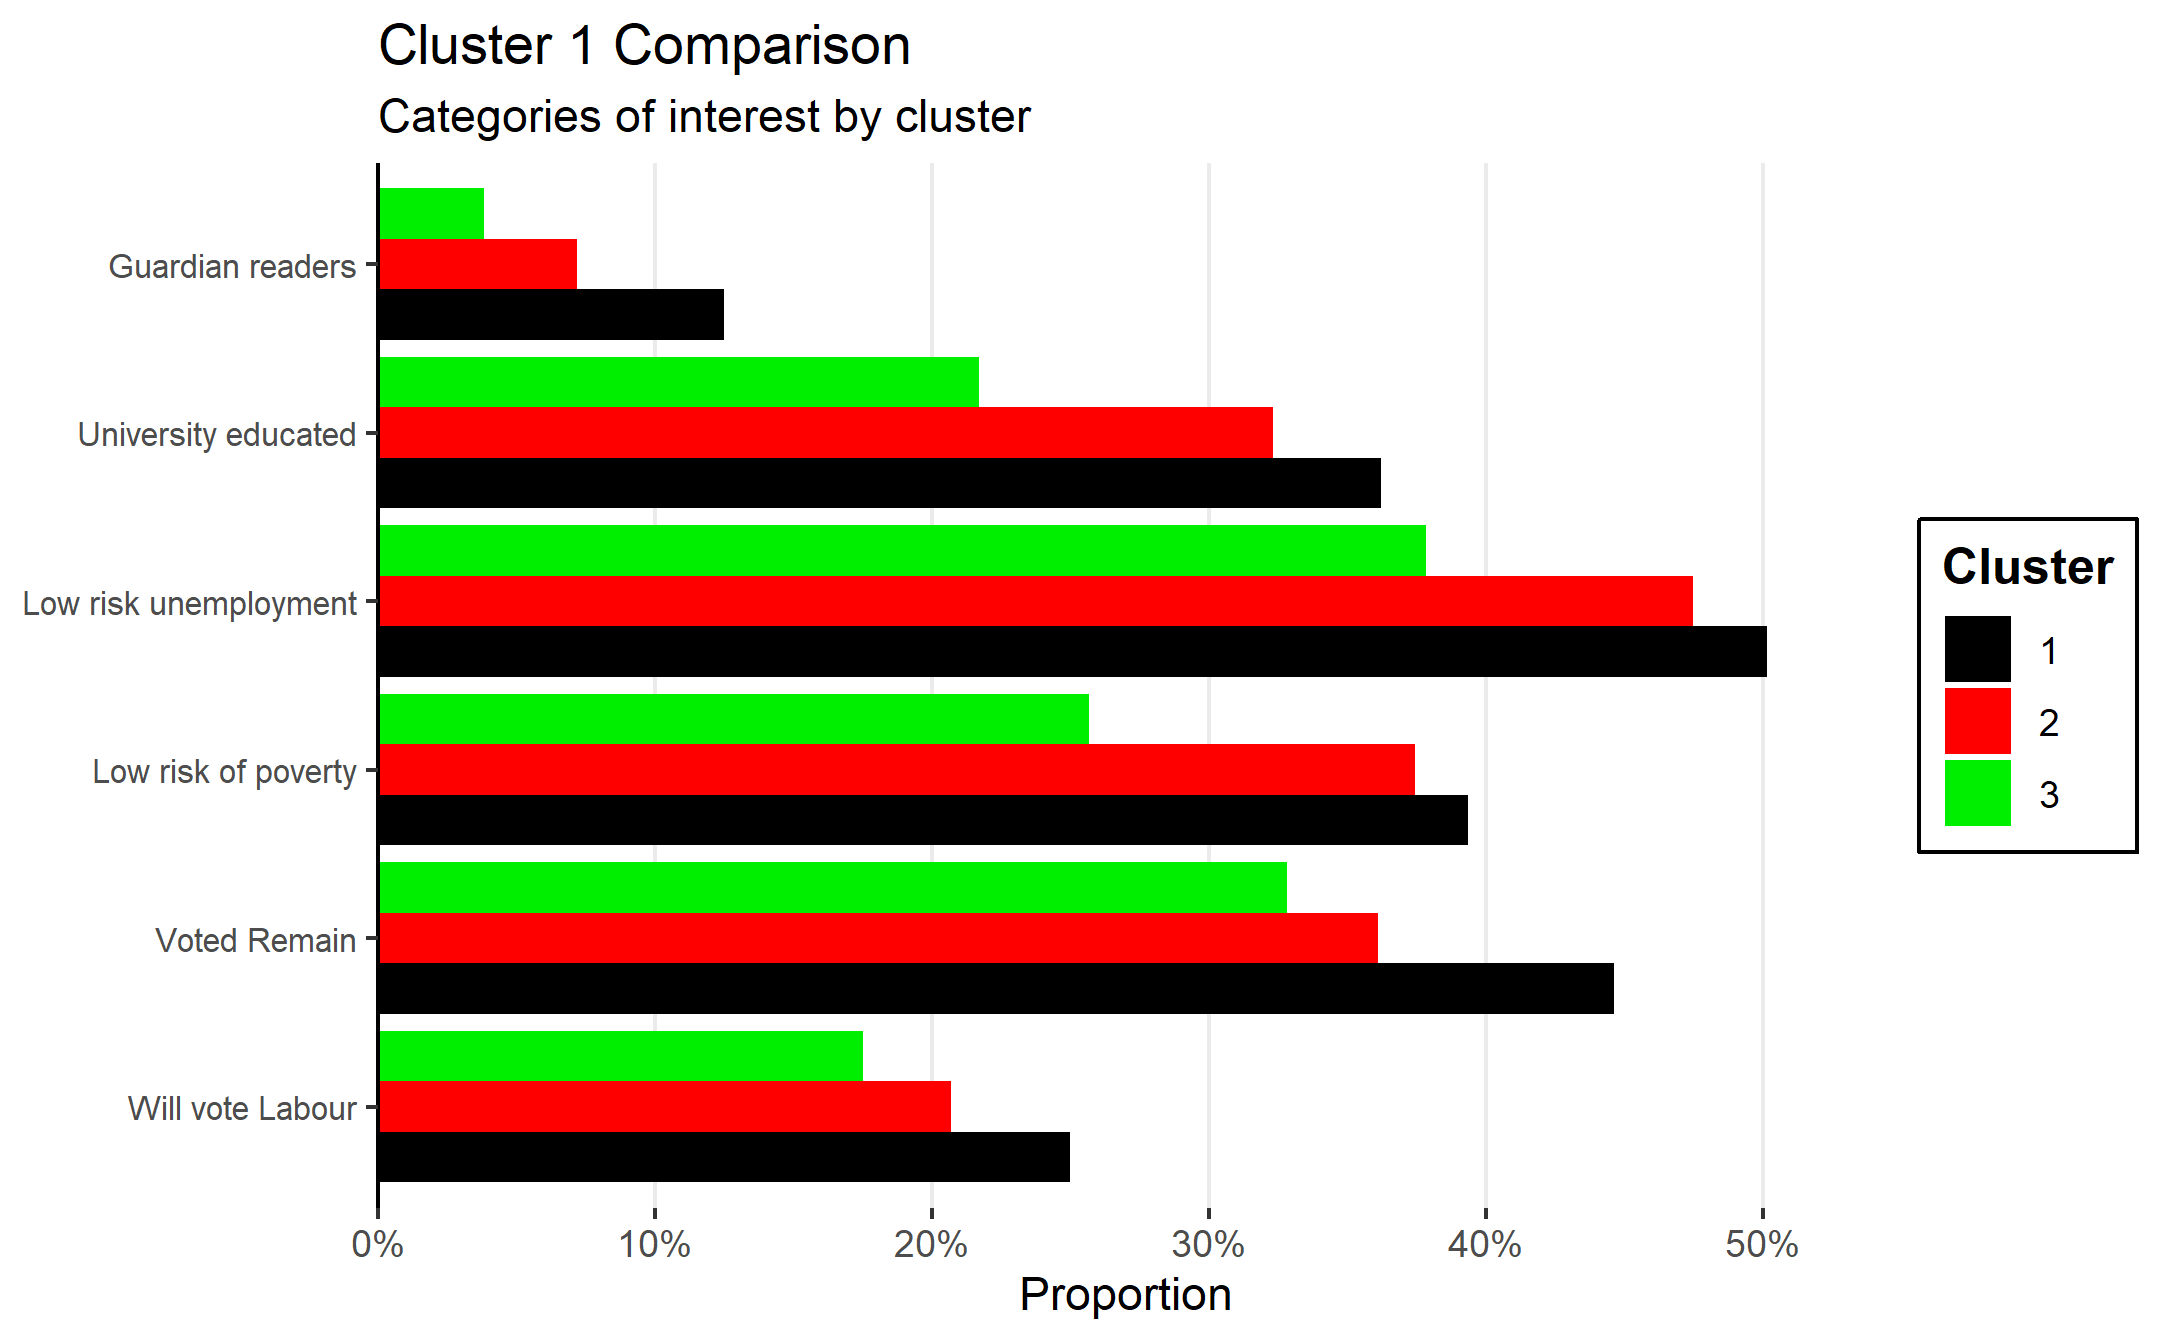 Cluster 1 Comparison
Categories of interest by cluster
Guardian readers
University educated
Low risk unemployment
Low risk of poverty
Voted Remain
Will vote Labour
0%
10%
20%
30%
40%
50%
Proportion
Cluster
1
2
3